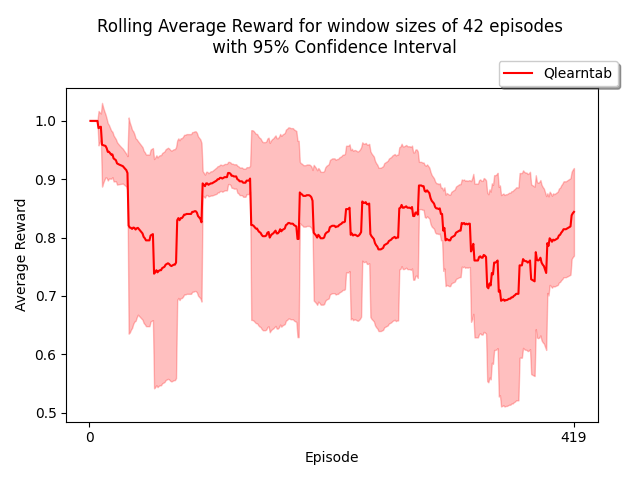 Rolling Average Reward for window sizes of 42 episodes
with 95% Confidence Interval
Qlearntab
1.0
0.9
0.8
0.7
0.6
0.5
Average Reward
0
419
Episode